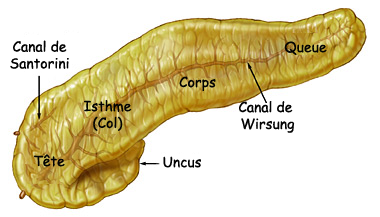 Canal de
Santorini
Queue
Isthme
(Col)
Corps
Canal de
Wirsung
Tête
Uncus